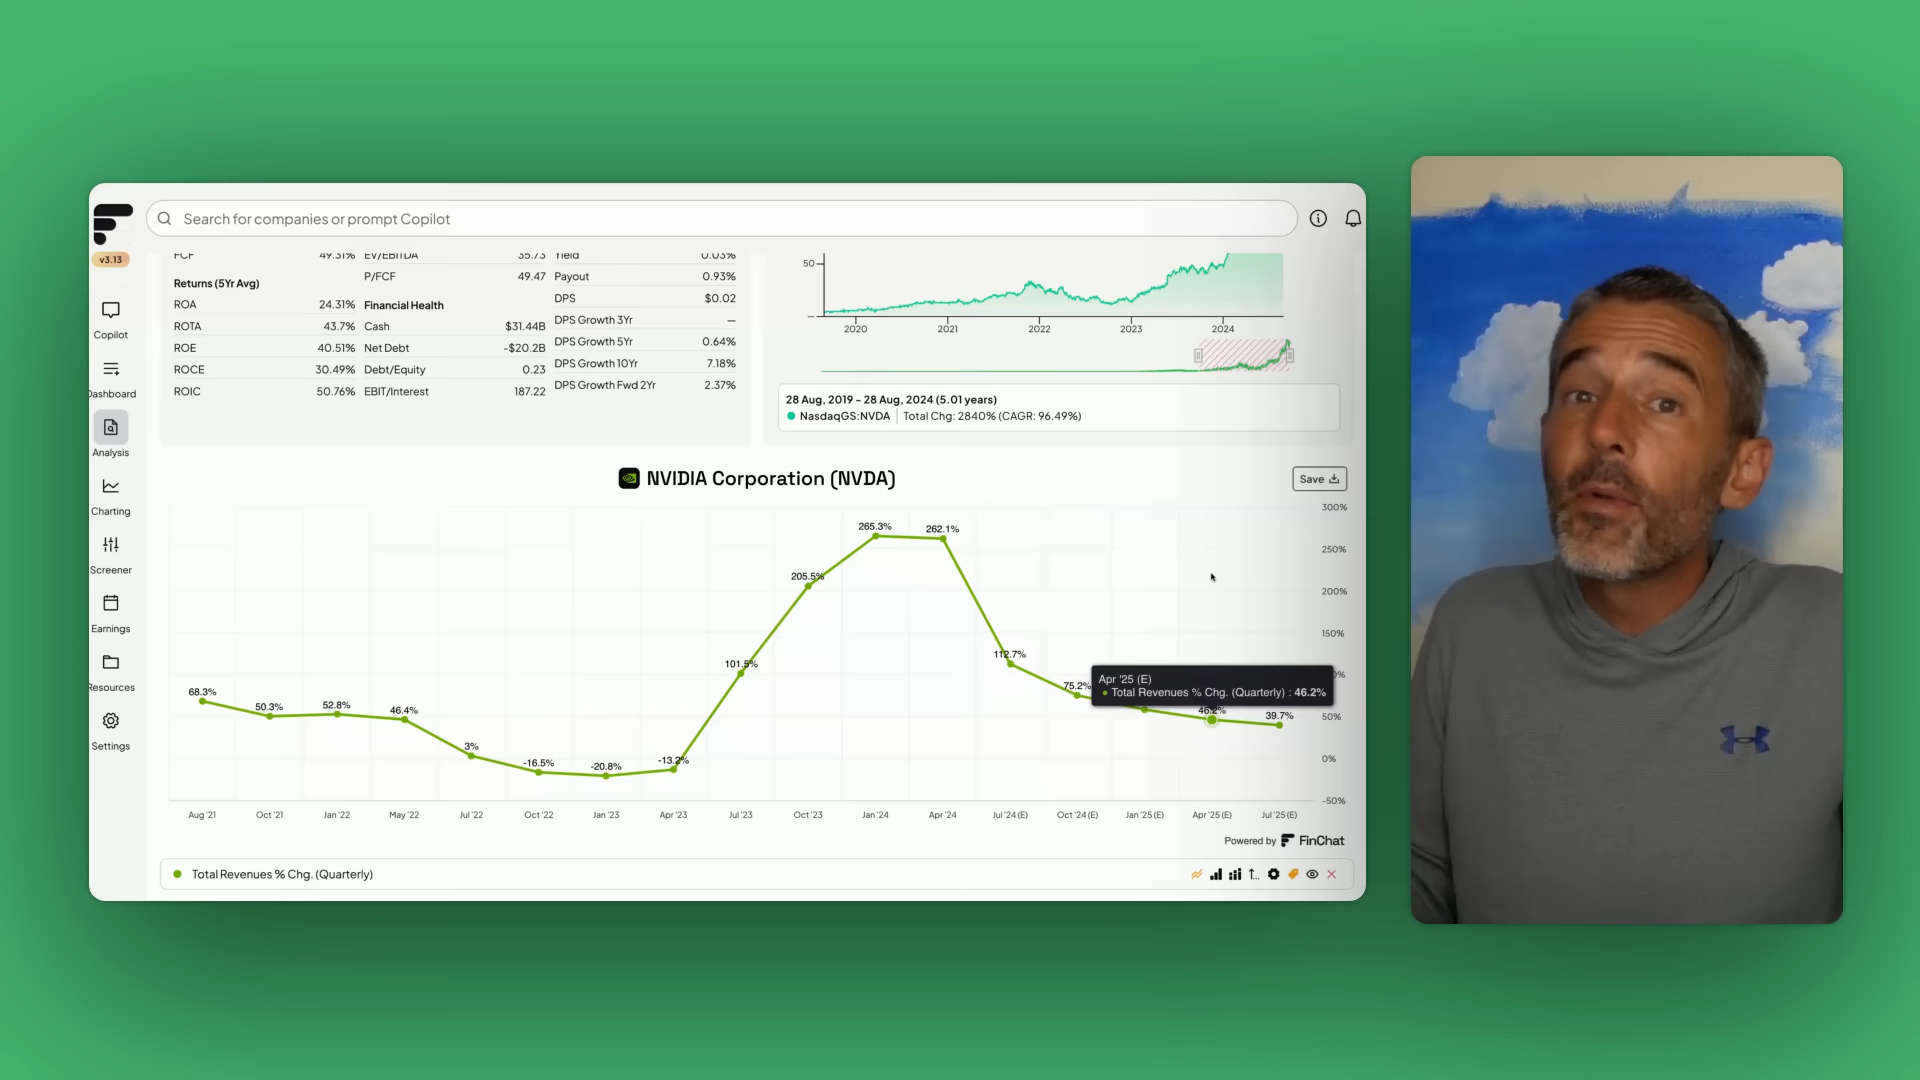 Search for companies or prompt Copilot
v3.13
Copilot
Dashboard
Analysis
Charting
Screener
Earnings
Resources
Settings
FCF 49.31%
Returns (5Yr Avg)
ROA 24.31%
ROTA 43.7%
ROE 40.51%
ROCE 30.49%
ROIC 50.76%
EV/EBITDA 35.73
P/FCF 49.47
Financial Health
Cash $31.44B
Net Debt -$20.2B
Debt/Equity 0.23
EBIT/Interest 187.22
Yield 0.03%
Payout 0.93%
DPS $0.02
DPS Growth 3Yr —
DPS Growth 5Yr 0.64%
DPS Growth 10Yr 7.18%
DPS Growth Fwd 2Yr 2.37%
50
2020 2021 2022 2023 2024
28 Aug, 2019 - 28 Aug, 2024 (5.01 years)
NasdaqGS:NVDA Total Chg: 2840% (CAGR: 96.49%)
NVIDIA Corporation (NVDA)
Save
300%
250%
200%
150%
50%
0%
-50%
68.3% 50.3% 52.8% 46.4% 3% -16.5% -20.8% -13.2% 101.5% 205.5% 265.3% 262.1% 112.7% 75.2% 46.2% 39.7%
Apr '25 (E)
Total Revenues % Chg. (Quarterly) : 46.2%
Aug '21 Oct '21 Jan '22 May '22 Jul '22 Oct '22 Jan '23 Apr '23 Jul '23 Oct '23 Jan '24 Apr '24 Jul '24 (E) Oct '24 (E) Jan '25 (E) Apr '25 (E) Jul '25 (E)
Powered by FinChat
Total Revenues % Chg. (Quarterly)